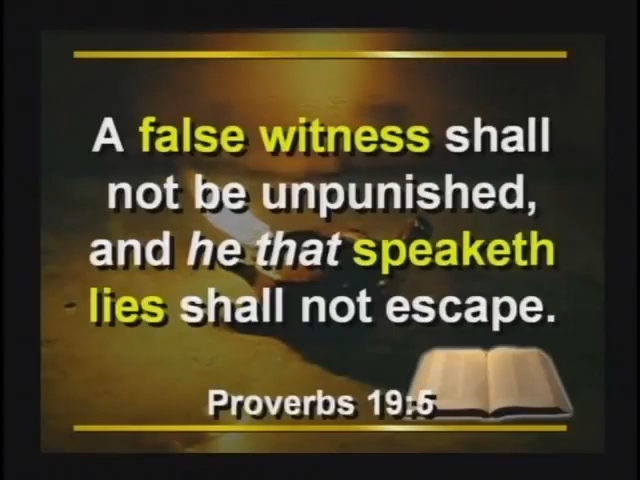 A false witness shall
not be unpunished,
and he that speaketh
lies shall not escape.
Proverbs 19:5